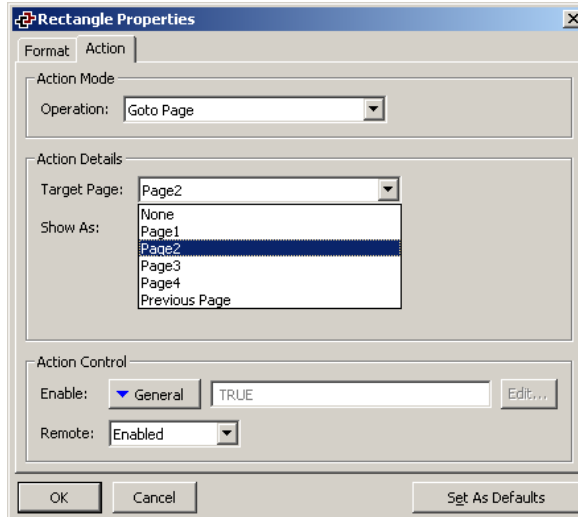 Rectangle Properties
Format Action
Action Mode
Operation: Goto Page
Action Details
Target Page: Page2
Show As:
None
Page1
Page2
Page3
Page4
Previous Page
Action Control
Enable: General TRUE Edit...
Remote: Enabled
OK Cancel Set As Defaults